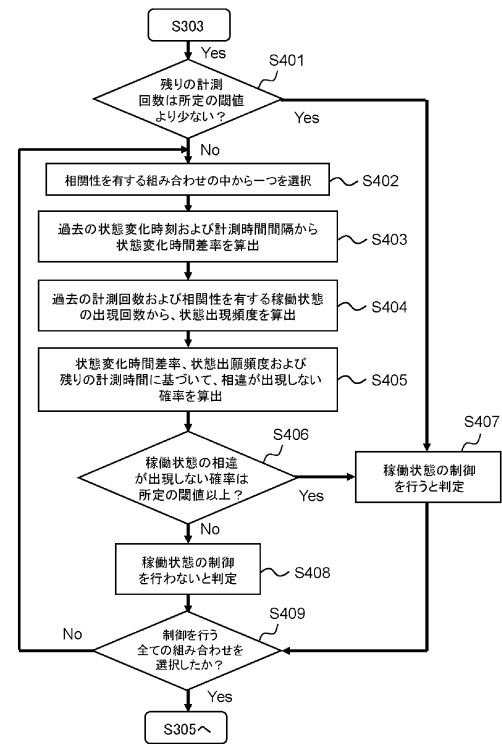 S303
Yes
S401
残りの計測
回数は所定の閾値
より少ない？
Yes
No
相関性を有する組み合わせの中から一つを選択
S402
過去の状態変化時刻および計測時間間隔から
状態変化時間差率を算出
S403
過去の計測回数および相関性を有する稼働状態
の出現回数から、状態出現頻度を算出
S404
状態変化時間差率、状態出願頻度および
残りの計測時間に基づいて、相違が出現しない
確率を算出
S405
S406
稼働状態の相違
が出現しない確率は
所定の閾値以上？
Yes
S407
稼働状態の制御
を行うと判定
No
稼働状態の制御
を行わないと判定
S408
S409
No
制御を行う
全ての組み合わせを
選択したか？
Yes
S305へ